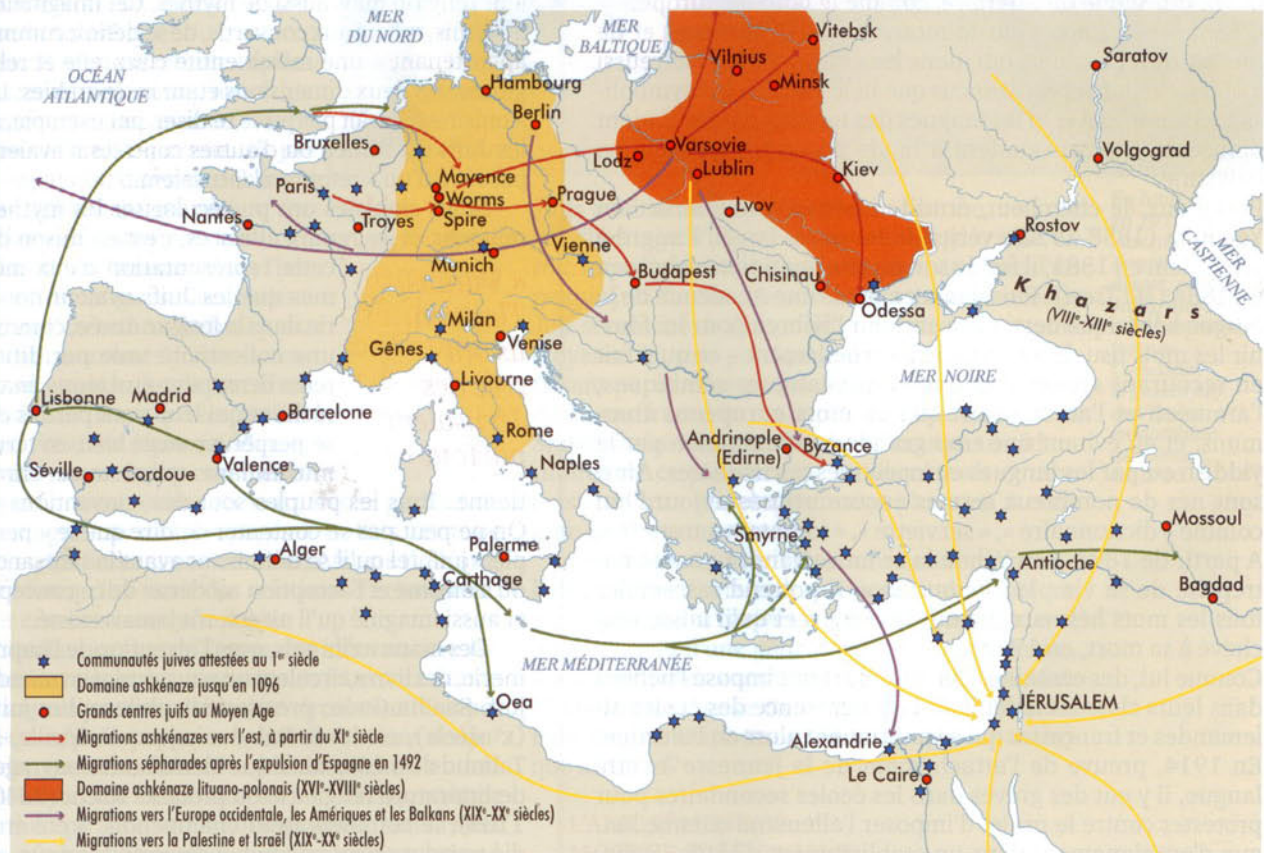 MER
DU NORD
MER
BALTIQUE
OCÉAN
ATLANTIQUE
Hambourg
Berlin
Bruxelles
Vilnius
Vitebsk
Minsk
Saratov
Volgograd
Varsovie
Lodz
Lublin
Kiev
Paris
Mayence
Worms
Spire
Prague
Lvov
Nantes
Troyes
Rostov
Munich
Vienne
Budapest
Chisinau
Odessa
MER
CASPIENNE
Khazars
(VIIIe-XIIIe siècles)
Milan
Venise
Gênes
Livourne
MER NOIRE
Lisbonne
Madrid
Barcelone
Rome
Andrinople
(Edirne)
Byzance
Séville
Cordoue
Valence
Naples
Smyrne
Mossoul
Alger
Palerme
Carthage
Antioche
Bagdad
MER MÉDITERRANÉE
Oea
JÉRUSALEM
Alexandrie
Le Caire
Communautés juives attestées au 1er siècle
Domaine ashkénaze jusqu'en 1096
Grands centres juifs au Moyen Age
Migrations ashkénazes vers l'est, à partir du XIe siècle
Migrations sépharades après l'expulsion d'Espagne en 1492
Domaine ashkénaze lituano-polonais (XVIe-XVIIIe siècles)
Migrations vers l'Europe occidentale, les Amériques et les Balkans (XIXe-XXe siècles)
Migrations vers la Palestine et Israël (XIXe-XXe siècles)